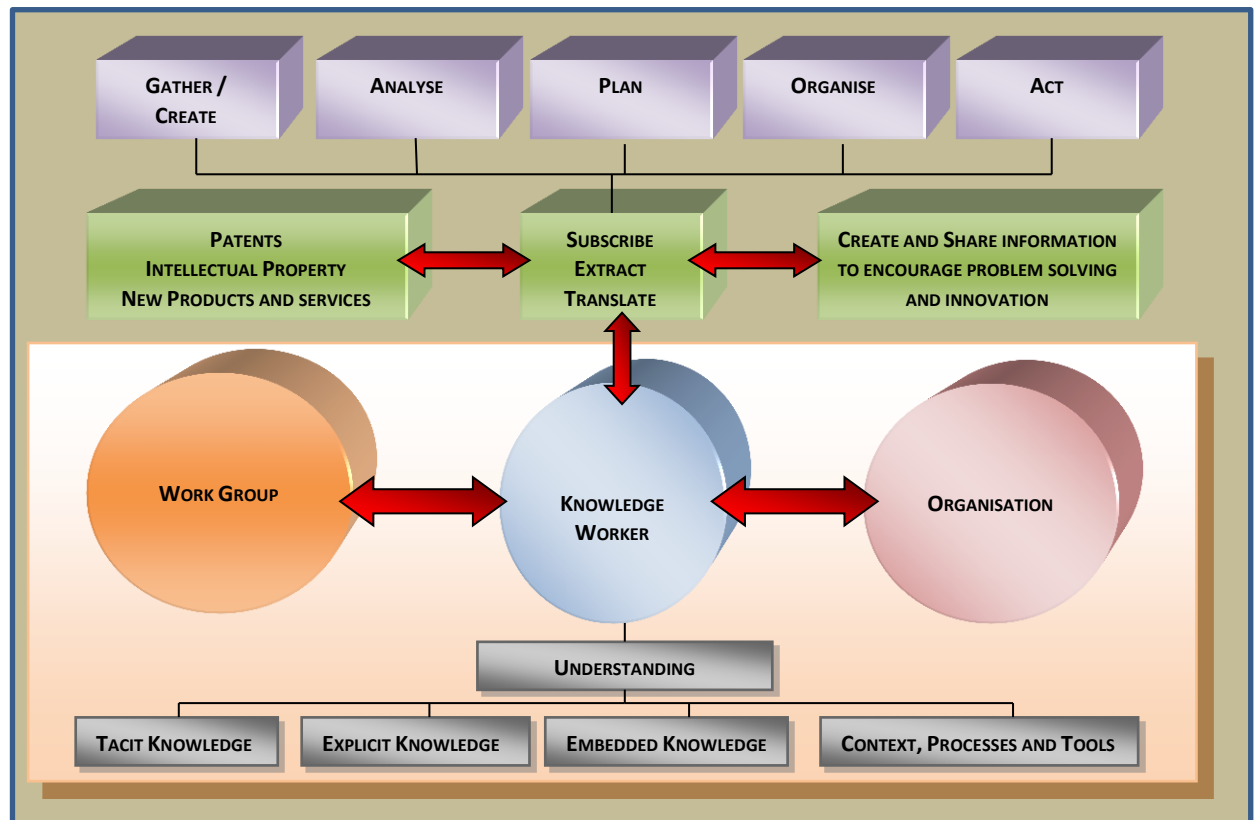 GATHER /
CREATE
ANALYSE
PLAN
ORGANISE
ACT
PATENTS
INTELLECTUAL PROPERTY
NEW PRODUCTS AND SERVICES
SUBSCRIBE
EXTRACT
TRANSLATE
CREATE AND SHARE INFORMATION
TO ENCOURAGE PROBLEM SOLVING
AND INNOVATION
WORK GROUP
KNOWLEDGE
WORKER
ORGANISATION
UNDERSTANDING
TACIT KNOWLEDGE
EXPLICIT KNOWLEDGE
EMBEDDED KNOWLEDGE
CONTEXT, PROCESSES AND TOOLS